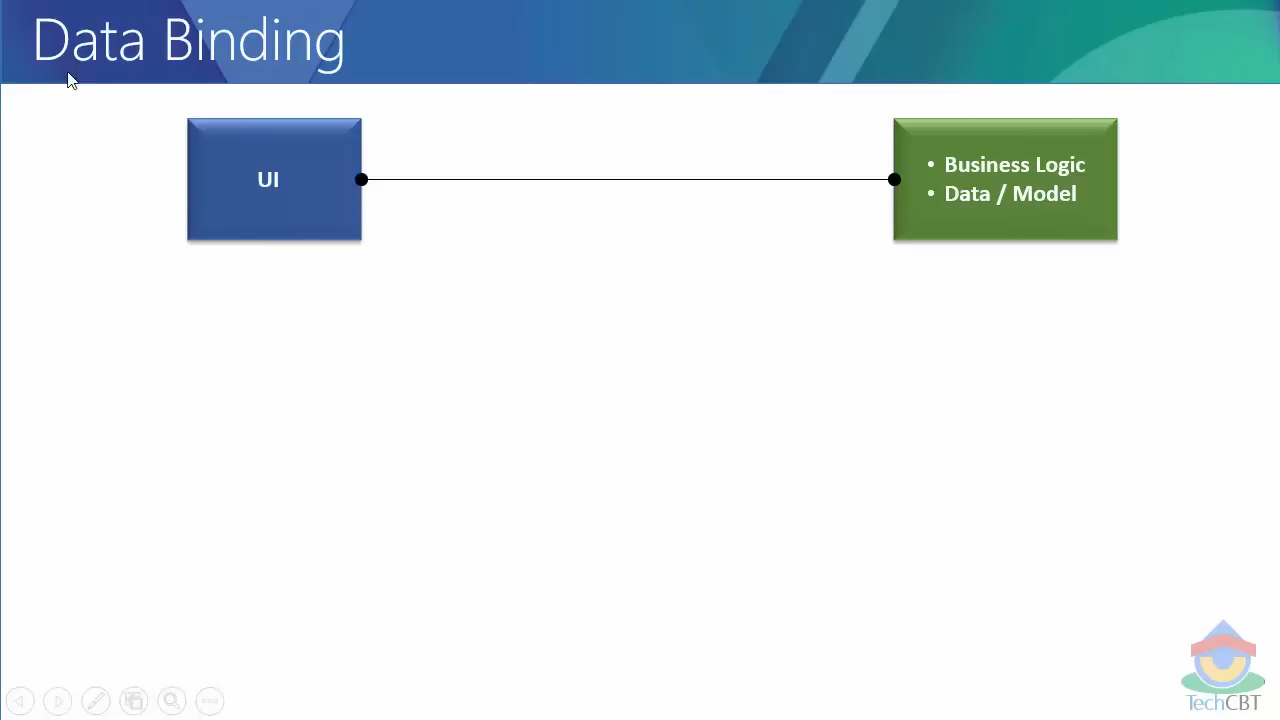 Data Binding
UI
• Business Logic
• Data / Model
TechCBT